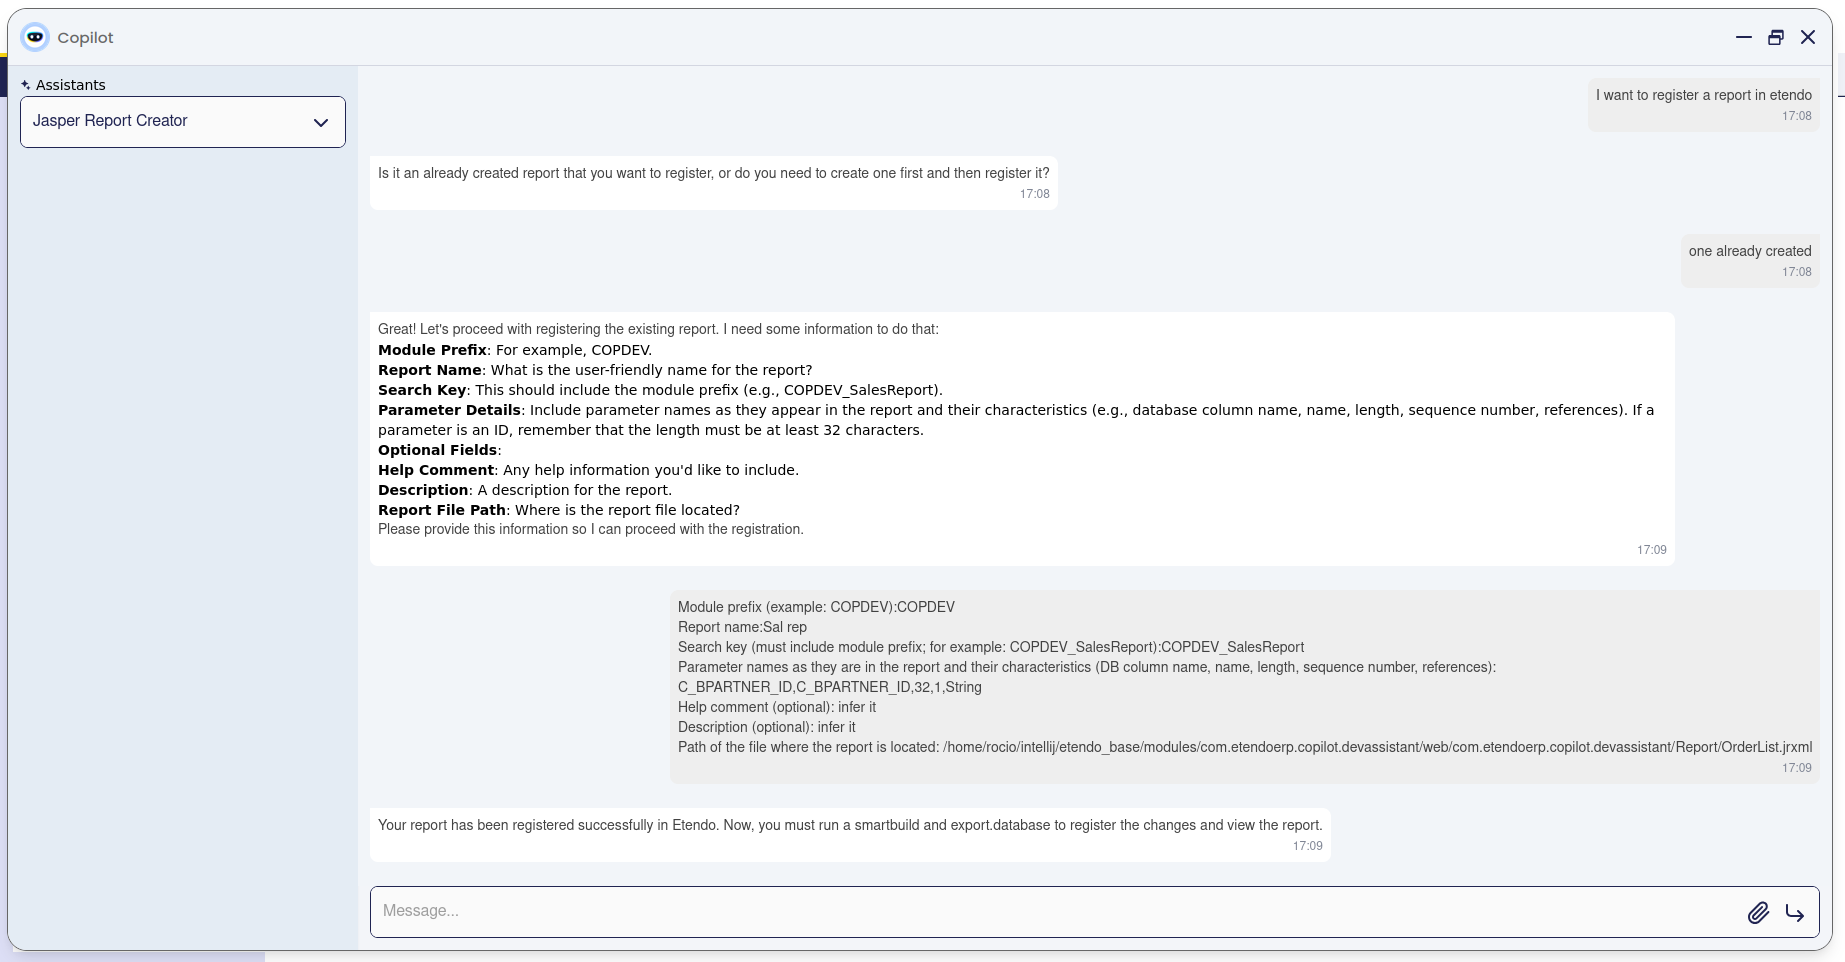 Copilot
Assistants
Jasper Report Creator
I want to register a report in etendo
17:08
Is it an already created report that you want to register, or do you need to create one first and then register it?
17:08
one already created
17:08
Great! Let's proceed with registering the existing report. I need some information to do that:
Module Prefix: For example, COPDEV.
Report Name: What is the user-friendly name for the report?
Search Key: This should include the module prefix (e.g., COPDEV_SalesReport).
Parameter Details: Include parameter names as they appear in the report and their characteristics (e.g., database column name, name, length, sequence number, references). If a
parameter is an ID, remember that the length must be at least 32 characters.
Optional Fields:
Help Comment: Any help information you'd like to include.
Description: A description for the report.
Report File Path: Where is the report file located?
Please provide this information so I can proceed with the registration.
17:09
Module prefix (example: COPDEV):COPDEV
Report name:Sal rep
Search key (must include module prefix; for example: COPDEV_SalesReport):COPDEV_SalesReport
Parameter names as they are in the report and their characteristics (DB column name, name, length, sequence number, references):
C_BPARTNER_ID,C_BPARTNER_ID,32,1,String
Help comment (optional): infer it
Description (optional): infer it
Path of the file where the report is located: /home/rocio/intellij/etendo_base/modules/com.etendoerp.copilot.devassistant/web/com.etendoerp.copilot.devassistant/Report/OrderList.jrxml
17:09
Your report has been registered successfully in Etendo. Now, you must run a smartbuild and export.database to register the changes and view the report.
17:09
Message...